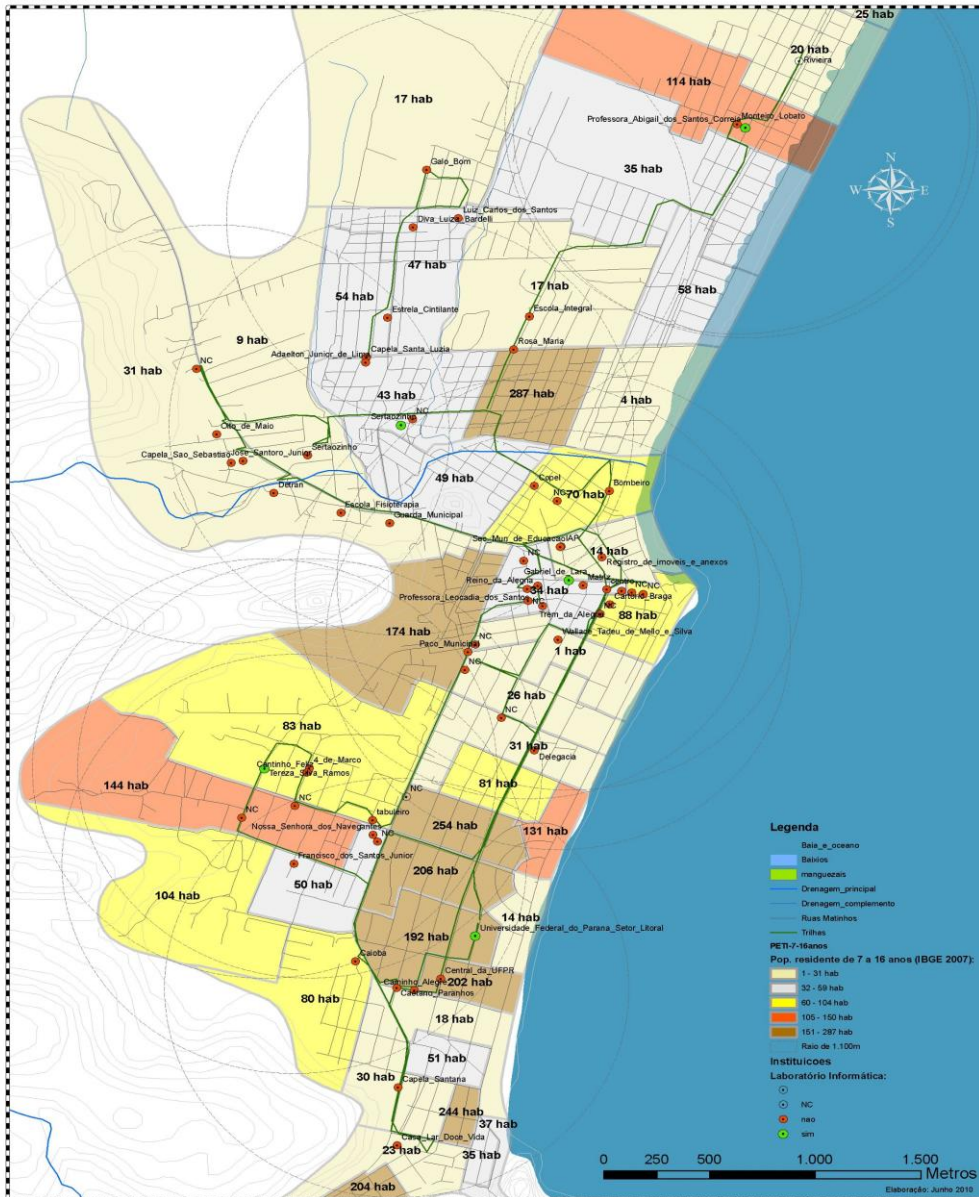 25 hab
20 hab
Rivieira
114 hab
17 hab
Professora_Abigail_dos_Santos_Correia
Monteiro_Lobato
35 hab
Galo_Born
N
W E
S
Luiz_Carlos_dos_Santos
Diva_Luiza_Bardelli
47 hab
54 hab
17 hab
58 hab
Estrela_Cintilante
Escola_Integral
9 hab
31 hab
NC
Adaelton_Junior_de_Lima
Capela_Santa_Luzia
Rosa_Maria
43 hab
287 hab
4 hab
Sertaozinho
NC
Oito_de_Maio
Capela_Sao_Sebastiao
Jose_Santoro_Junior
Sertaozinho
49 hab
Detran
Copel
70 hab
NC
Bombeiro
Escola_Fisioterapia
Guarda_Municipal
Sec_Mun_de_Educacao
IAP
14 hab
NC
Registro_de_imoveis_e_anexos
Gabriel_de_Lara
Reino_da_Alegria
Matriz
34 hab
centro
NC
NC
Professora_Leocadia_dos_Santos
NC
Cartorio_Braga
Trem_da_Alegria
NC
88 hab
174 hab
Wallace_Tadeu_de_Mello_e_Silva
NC
Paco_Municipal
1 hab
NC
26 hab
NC
83 hab
31 hab
Delegacia
4_de_Marco
Cantinho_Feliz
Tereza_Silva_Ramos
81 hab
144 hab
NC
NC
NC
tabuleiro
254 hab
131 hab
Nossa_Senhora_dos_Navegantes
NC
Francisco_dos_Santos_Junior
206 hab
50 hab
104 hab
14 hab
Universidade_Federal_do_Parana_Setor_Litoral
192 hab
Caioba
Central_da_UFPR
Caminho_Alegre
202 hab
Caetano_Paranhos
80 hab
18 hab
51 hab
30 hab
Capela_Santana
244 hab
37 hab
Casa_Lar_Doce_Vida
23 hab
35 hab
204 hab
Legenda
Baia_e_oceano
Baixios
manguezais
Drenagem_principal
Drenagem_complemento
Ruas Matinhos
Trilhas
PETI-7-16anos
Pop. residente de 7 a 16 anos (IBGE 2007):
1 - 31 hab
32 - 59 hab
60 - 104 hab
105 - 150 hab
151 - 287 hab
Raio de 1.100m
Instituicoes
Laboratório Informática:
NC
nao
sim
0 250 500 1.000 1.500
Metros
Elaboração: Junho 2010